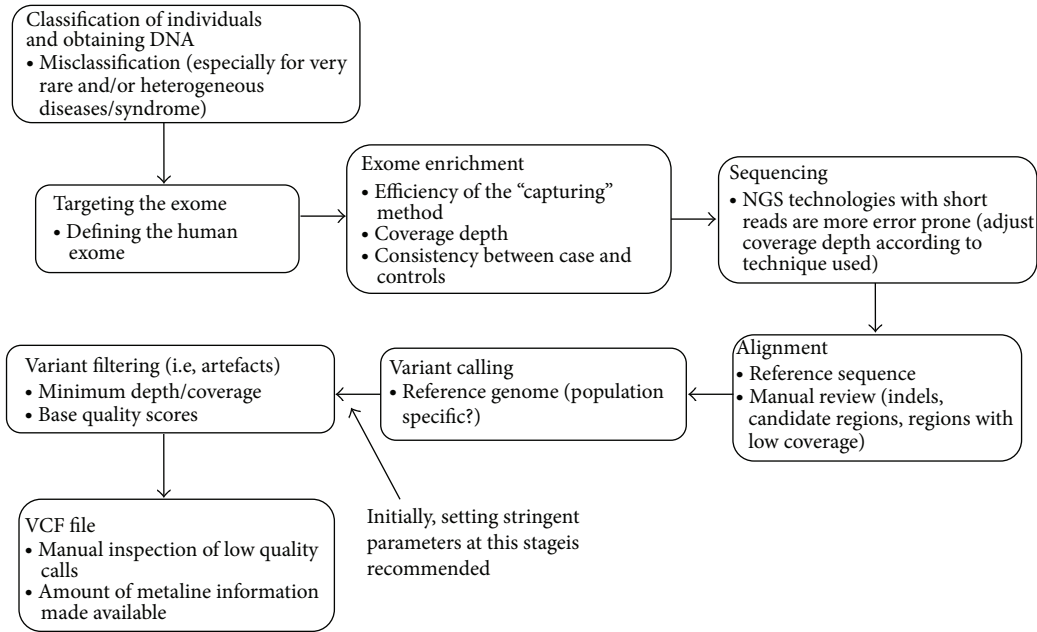 Classification of individuals
and obtaining DNA
• Misclassification (especially for very
rare and/or heterogeneous
diseases/syndrome)
Targeting the exome
• Defining the human
exome
Exome enrichment
• Efficiency of the “capturing”
method
• Coverage depth
• Consistency between case and
controls
Sequencing
• NGS technologies with short
reads are more error prone (adjust
coverage depth according to
technique used)
Alignment
• Reference sequence
• Manual review (indels,
candidate regions, regions with
low coverage)
Variant calling
• Reference genome (population
specific?)
Variant filtering (i.e, artefacts)
• Minimum depth/coverage
• Base quality scores
Initially, setting stringent
parameters at this stageis
recommended
VCF file
• Manual inspection of low quality
calls
• Amount of metaline information
made available